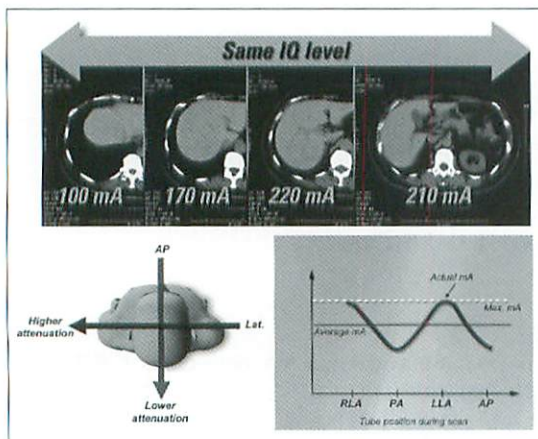 Same IQ level
100 mA
170 mA
220 mA
210 mA
AP
Higher
attenuation
Lat.
Lower
attenuation
Actual mA
Max. mA
Average mA
RLA
PA
LLA
AP
Tube position during scan